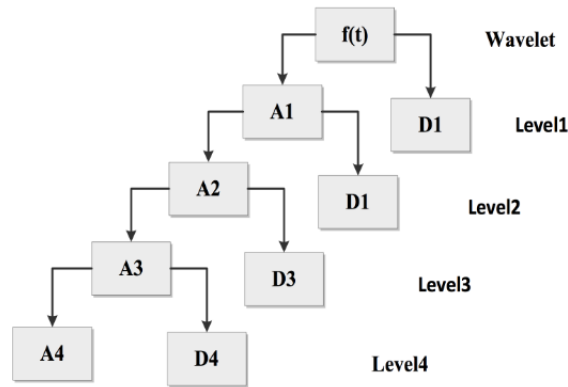 f(t) Wavelet
A1 D1 Level1
A2 D1 Level2
A3 D3 Level3
A4 D4 Level4